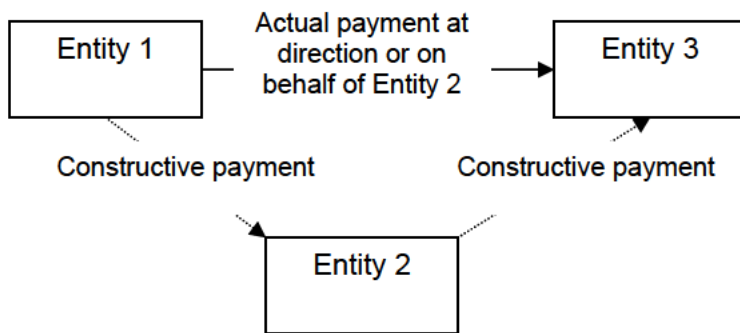 Entity 1
Actual payment at
direction or on
behalf of Entity 2
Entity 3
Constructive payment
Constructive payment
Entity 2